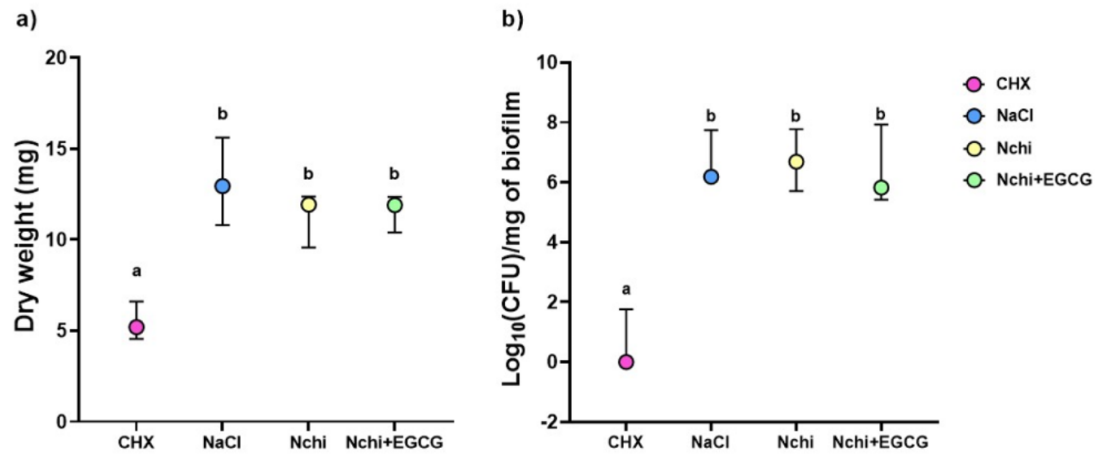 a)
Dry weight (mg)
20
15
10
5
0
a
b
b
b
CHX
NaCl
Nchi
Nchi+EGCG
b)
Log10(CFU)/mg of biofilm
10
8
6
4
2
0
-2
a
b
b
b
CHX
NaCl
Nchi
Nchi+EGCG
CHX
NaCl
Nchi
Nchi+EGCG